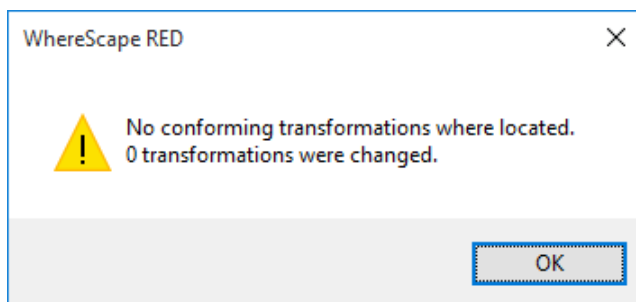 WhereScape RED
No conforming transformations where located.
0 transformations were changed.
OK